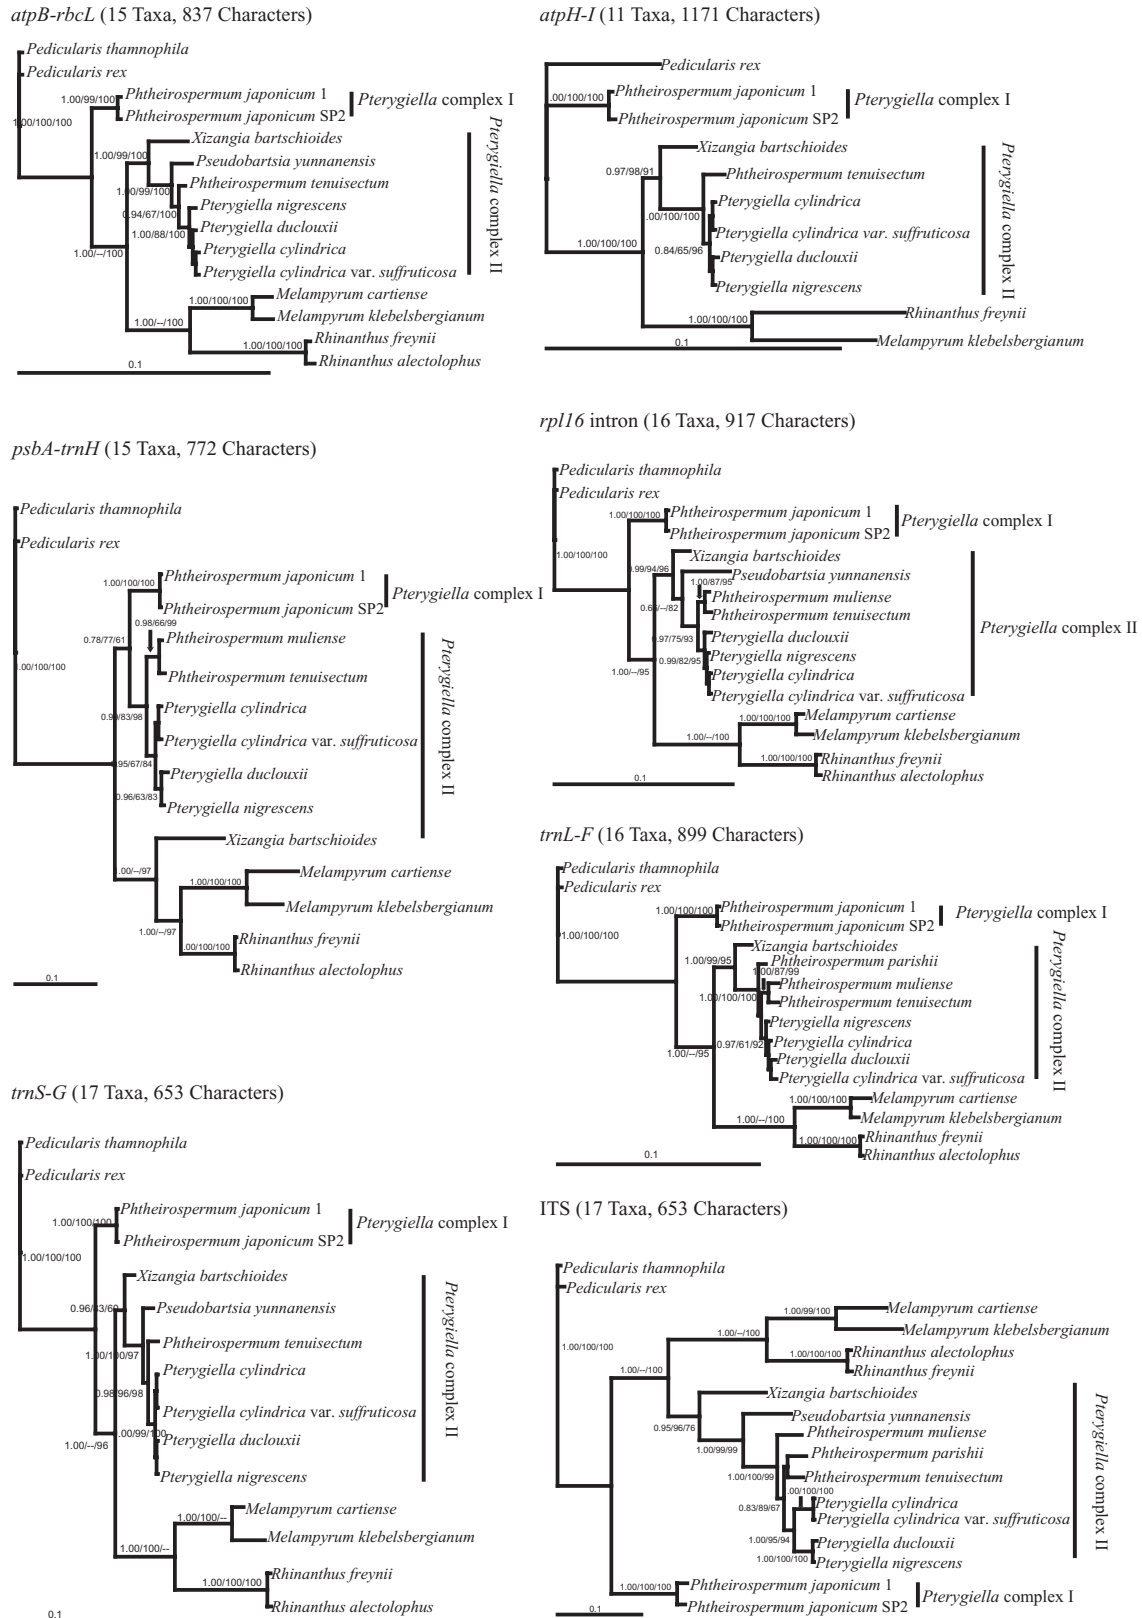 atpB-rbcL (15 Taxa, 837 Characters)
Pedicularis thamnophila
Pedicularis rex
1.00/99/100
Phtheirospermum japonicum 1
Phtheirospermum japonicum SP2
Pterygiella complex I
1.00/100/100
Xizangia bartschioides
1.00/99/100
Pseudobartsia yunnanensis
Phtheirospermum tenuisectum
1.00/99/100
Pterygiella nigrescens
0.94/67/100
Pterygiella duclouxii
1.00/88/100
Pterygiella cylindrica
1.00/--/100
Pterygiella cylindrica var. suffruticosa
Pterygiella complex II
Melampyrum cartiense
1.00/100/100
Melampyrum klebelsbergianum
1.00/--/100
Rhinanthus freynii
1.00/100/100
Rhinanthus alectolophus
0.1
atpH-I (11 Taxa, 1171 Characters)
Pedicularis rex
Phtheirospermum japonicum 1
.00/100/100
Phtheirospermum japonicum SP2
Pterygiella complex I
Xizangia bartschioides
0.97/98/91
Phtheirospermum tenuisectum
Pterygiella cylindrica
.00/100/100
Pterygiella cylindrica var. suffruticosa
1.00/100/100
0.84/65/96
Pterygiella duclouxii
Pterygiella nigrescens
Pterygiella complex II
Rhinanthus freynii
1.00/100/100
Melampyrum klebelsbergianum
0.1
psbA-trnH (15 Taxa, 772 Characters)
Pedicularis thamnophila
Pedicularis rex
Phtheirospermum japonicum 1
1.00/100/100
Phtheirospermum japonicum SP2
Pterygiella complex I
0.98/66/99
0.78/77/61
Phtheirospermum muliense
1.00/100/100
Phtheirospermum tenuisectum
Pterygiella cylindrica
/83/98
Pterygiella cylindrica var. suffruticosa
.95/67/84
Pterygiella duclouxii
0.96/63/83
Pterygiella nigrescens
Pterygiella complex II
Xizangia bartschioides
.00/--/97
Melampyrum cartiense
1.00/100/100
Melampyrum klebelsbergianum
1.00/--/97
Rhinanthus freynii
.00/100/100
Rhinanthus alectolophus
0.1
rpl16 intron (16 Taxa, 917 Characters)
Pedicularis thamnophila
Pedicularis rex
Phtheirospermum japonicum 1
1.00/100/100
Phtheirospermum japonicum SP2
Pterygiella complex I
1.00/100/100
Xizangia bartschioides
0.99/94/96
Pseudobartsia yunnanensis
1.00/87/95
Phtheirospermum muliense
/--/82
Phtheirospermum tenuisectum
Pterygiella duclouxii
0.97/75/93
Pterygiella nigrescens
0.99/82/95
Pterygiella cylindrica
1.00/--/95
Pterygiella cylindrica var. suffruticosa
Pterygiella complex II
Melampyrum cartiense
1.00/100/100
Melampyrum klebelsbergianum
1.00/--/100
Rhinanthus freynii
1.00/100/100
Rhinanthus alectolophus
0.1
trnL-F (16 Taxa, 899 Characters)
Pedicularis thamnophila
Pedicularis rex
Phtheirospermum japonicum 1
1.00/100/100
Phtheirospermum japonicum SP2
Pterygiella complex I
1.00/100/100
Xizangia bartschioides
1.00/99/95
Phtheirospermum parishii
1.00/87/99
Phtheirospermum muliense
1.00/100/100
Phtheirospermum tenuisectum
Pterygiella nigrescens
Pterygiella cylindrica
0.97/61/92
1.00/--/95
Pterygiella duclouxii
Pterygiella cylindrica var. suffruticosa
Pterygiella complex II
Melampyrum cartiense
1.00/100/100
Melampyrum klebelsbergianum
1.00/--/100
Rhinanthus freynii
1.00/100/100
Rhinanthus alectolophus
0.1
trnS-G (17 Taxa, 653 Characters)
Pedicularis thamnophila
Pedicularis rex
Phtheirospermum japonicum 1
1.00/100/100
Phtheirospermum japonicum SP2
Pterygiella complex I
1.00/100/100
Xizangia bartschioides
Pseudobartsia yunnanensis
Phtheirospermum tenuisectum
1.00/100/97
Pterygiella cylindrica
0.98/96/98
Pterygiella cylindrica var. suffruticosa
.00/99/100
1.00/--/96
Pterygiella duclouxii
Pterygiella nigrescens
Pterygiella complex II
Melampyrum cartiense
1.00/100/--
Melampyrum klebelsbergianum
1.00/100/--
Rhinanthus freynii
1.00/100/100
Rhinanthus alectolophus
0.1
ITS (17 Taxa, 653 Characters)
Pedicularis thamnophila
Pedicularis rex
Melampyrum cartiense
1.00/99/100
Melampyrum klebelsbergianum
1.00/--/100
1.00/100/100
Rhinanthus alectolophus
1.00/100/100
Rhinanthus freynii
1.00/--/100
Xizangia bartschioides
Pseudobartsia yunnanensis
0.95/96/76
Phtheirospermum muliense
1.00/99/99
Phtheirospermum parishii
1.00/100/99
Phtheirospermum tenuisectum
.00/100/100
Pterygiella cylindrica
0.83/89/67
Pterygiella cylindrica var. suffruticosa
1.00/95/94
Pterygiella duclouxii
1.00/100/100
Pterygiella nigrescens
Pterygiella complex II
1.00/100/100
Phtheirospermum japonicum 1
Phtheirospermum japonicum SP2
Pterygiella complex I
0.1